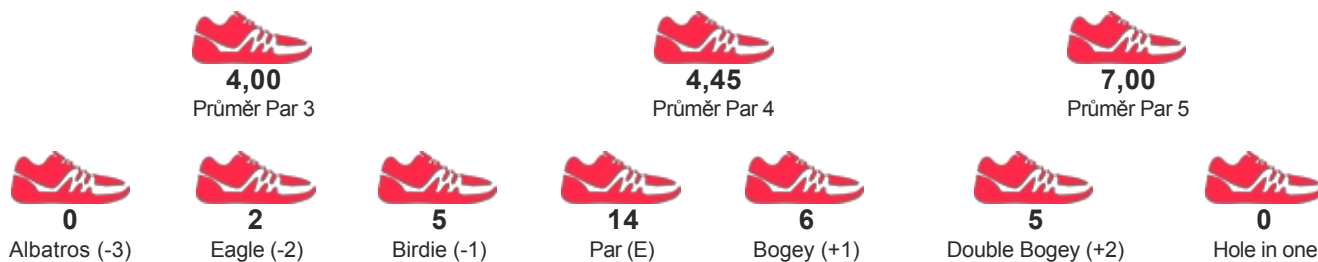 4,00
Průměr Par 3
4,45
Průměr Par 4
7,00
Průměr Par 5
0
Albatros (-3)
2
Eagle (-2)
5
Birdie (-1)
14
Par (E)
6
Bogey (+1)
5
Double Bogey (+2)
0
Hole in one